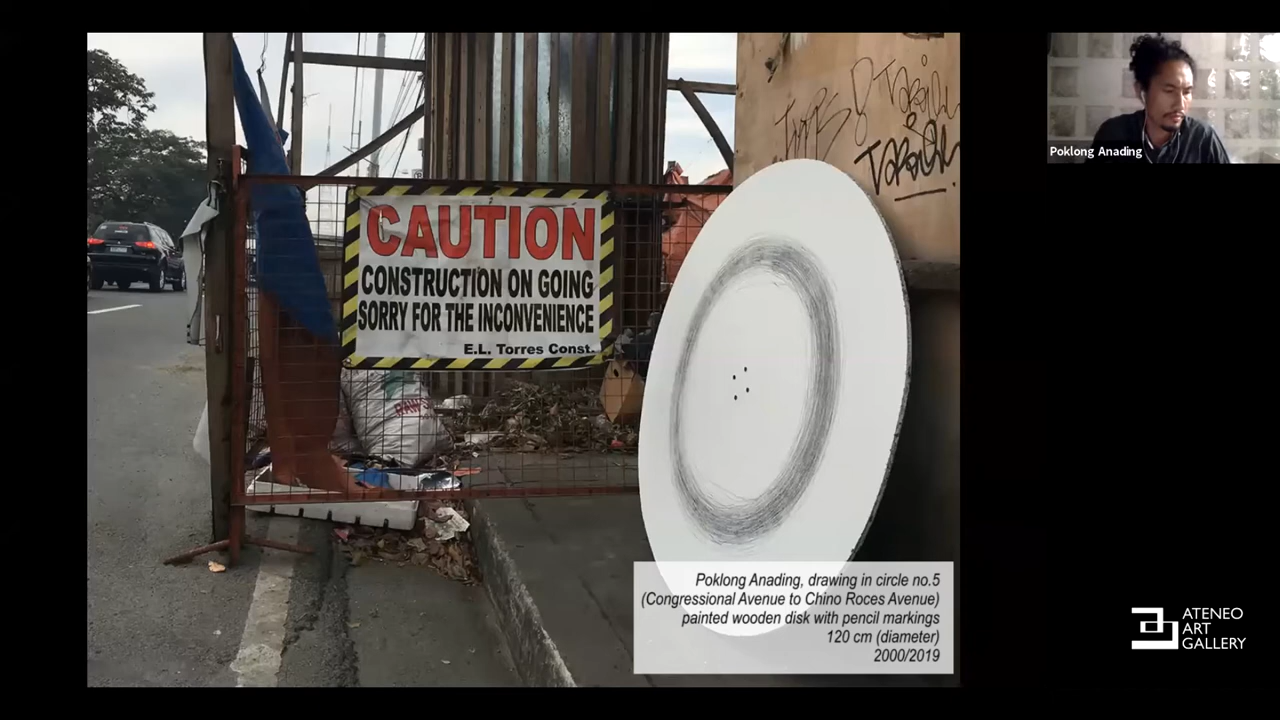 CAUTION
CONSTRUCTION ON GOING
SORRY FOR THE INCONVENIENCE
E.L. Torres Const.
Poklong Anading
Poklong Anading, drawing in circle no.5
(Congressional Avenue to Chino Roces Avenue)
painted wooden disk with pencil markings
120 cm (diameter)
2000/2019
ATENEO
ART
GALLERY